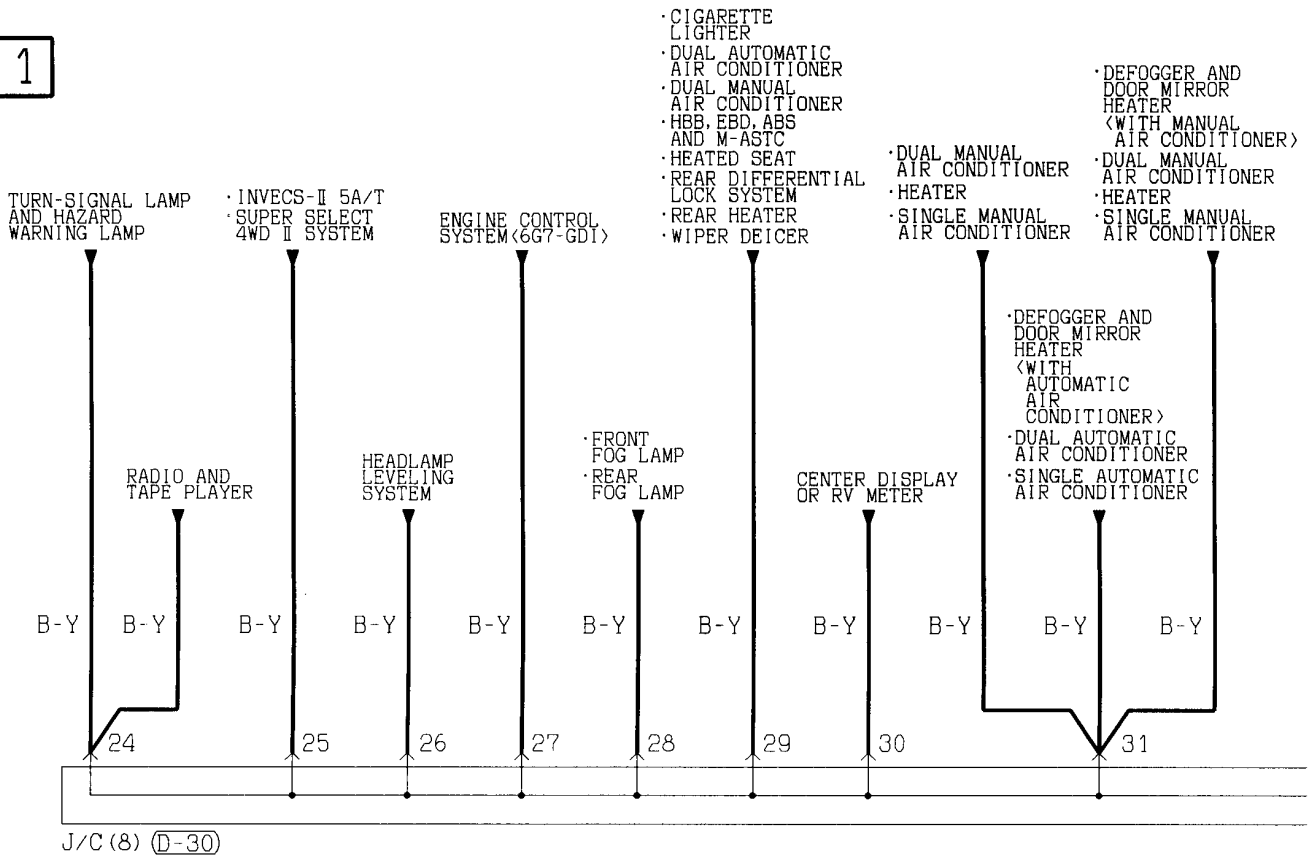 1
TURN-SIGNAL LAMP
AND HAZARD
WARNING LAMP
·INVECS-Ⅱ 5A/T
·SUPER SELECT
4WD Ⅱ SYSTEM
ENGINE CONTROL
SYSTEM<6G7-GDI>
·CIGARETTE
LIGHTER
·DUAL AUTOMATIC
AIR CONDITIONER
·DUAL MANUAL
AIR CONDITIONER
·HBB, EBD, ABS
AND M-ASTC
·HEATED SEAT
·REAR DIFFERENTIAL
LOCK SYSTEM
·REAR HEATER
·WIPER DEICER
·DUAL MANUAL
AIR CONDITIONER
·HEATER
·SINGLE MANUAL
AIR CONDITIONER
·DEFOGGER AND
DOOR MIRROR
HEATER
<WITH MANUAL
AIR CONDITIONER>
·DUAL MANUAL
AIR CONDITIONER
·HEATER
·SINGLE MANUAL
AIR CONDITIONER
RADIO AND
TAPE PLAYER
HEADLAMP
LEVELING
SYSTEM
·FRONT
FOG LAMP
·REAR
FOG LAMP
CENTER DISPLAY
OR RV METER
·DEFOGGER AND
DOOR MIRROR
HEATER
<WITH
AUTOMATIC
AIR
CONDITIONER>
·DUAL AUTOMATIC
AIR CONDITIONER
·SINGLE AUTOMATIC
AIR CONDITIONER
B-Y B-Y B-Y B-Y B-Y B-Y B-Y B-Y B-Y B-Y B-Y
24 25 26 27 28 29 30 31
J/C(8) D-30